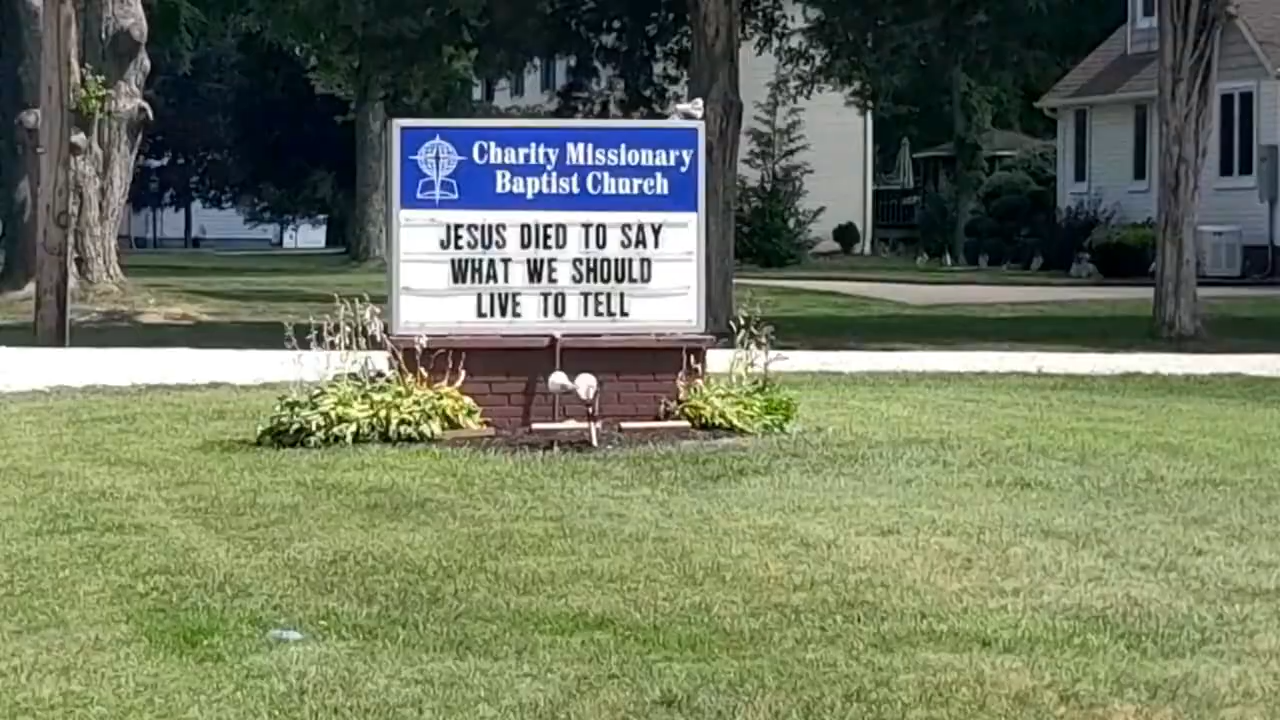 Charity Missionary
Baptist Church
JESUS DIED TO SAY
WHAT WE SHOULD
LIVE TO TELL